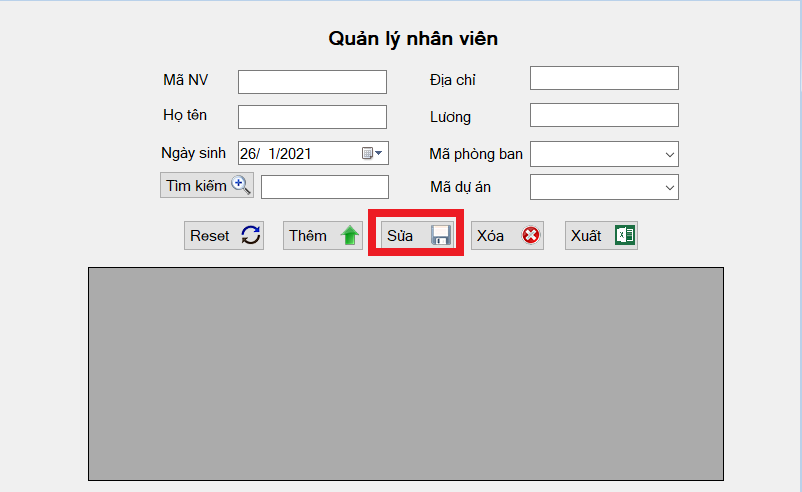 Quản lý nhân viên
Mã NV
Địa chỉ
Họ tên
Lương
Ngày sinh 26/ 1/2021
Mã phòng ban
Tìm kiếm
Mã dự án
Reset Thêm Sửa Xóa Xuất